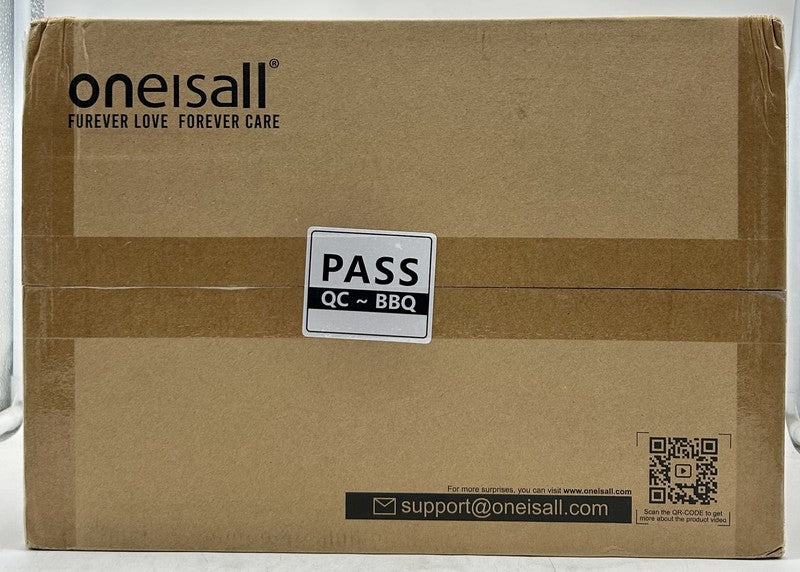 oneisall®
FUREVER LOVE FOREVER CARE
PASS
QC ~ BBQ
For more surprises, you can visit www.oneisall.com
support@oneisall.com
Scan the QR-CODE to get
more about the product video